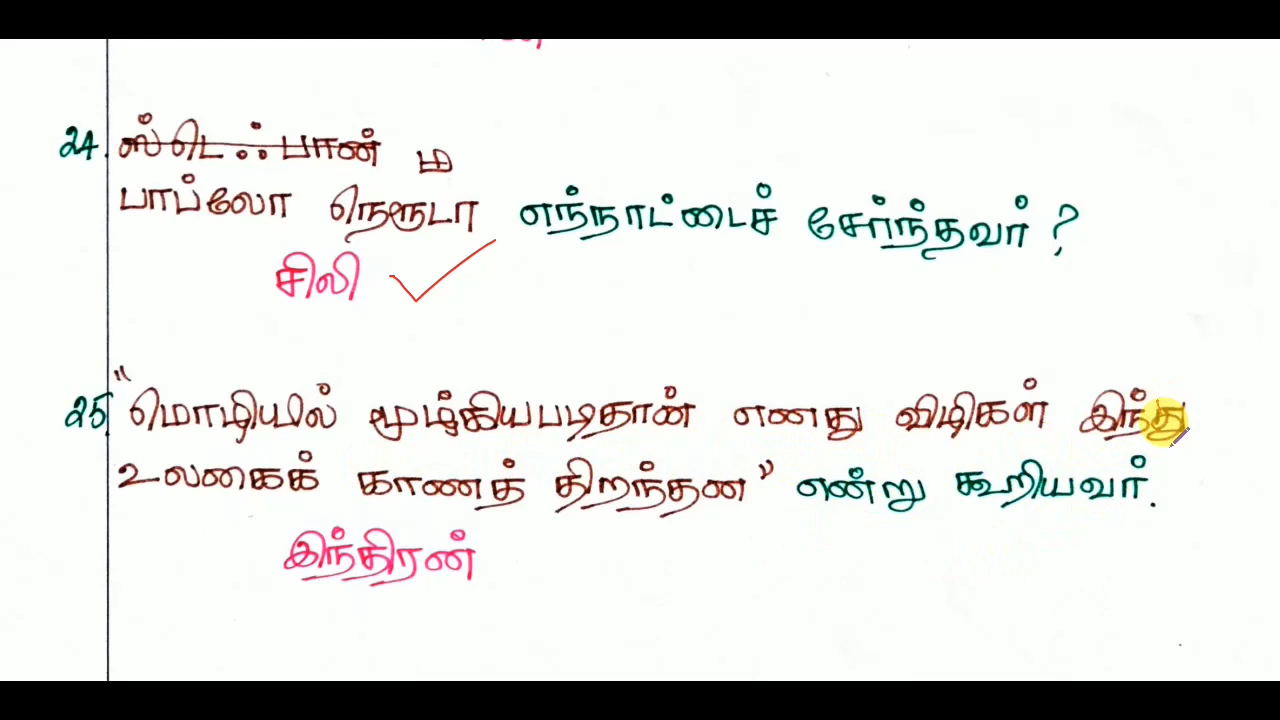 24. ஸ்டெஃபான் ம
பாப்லோ நெரூடா எந்நாட்டைச் சேர்ந்தவர் ?
சிலி
25 "மொழியில் மூழ்கியபடிதான் எனது விழிகள் இந்து
உலகைக் காணத் திறந்தன" என்று கூறியவர்.
இந்திரன்